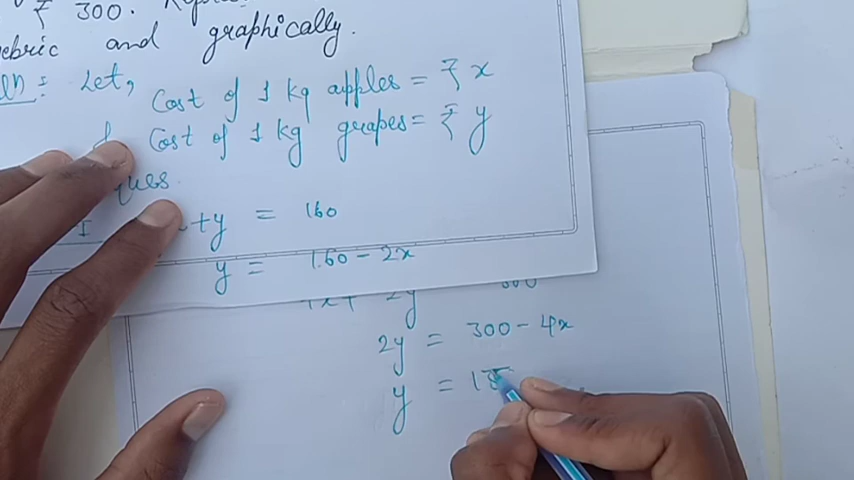 ₹ 300.
and graphically.
Let,
Cost of 1 kg apples = ₹ x
Cost of 1 kg grapes = ₹ y
ques.
I x+y = 160
y = 160 - 2x
2y = 300 - 4x
y = 15